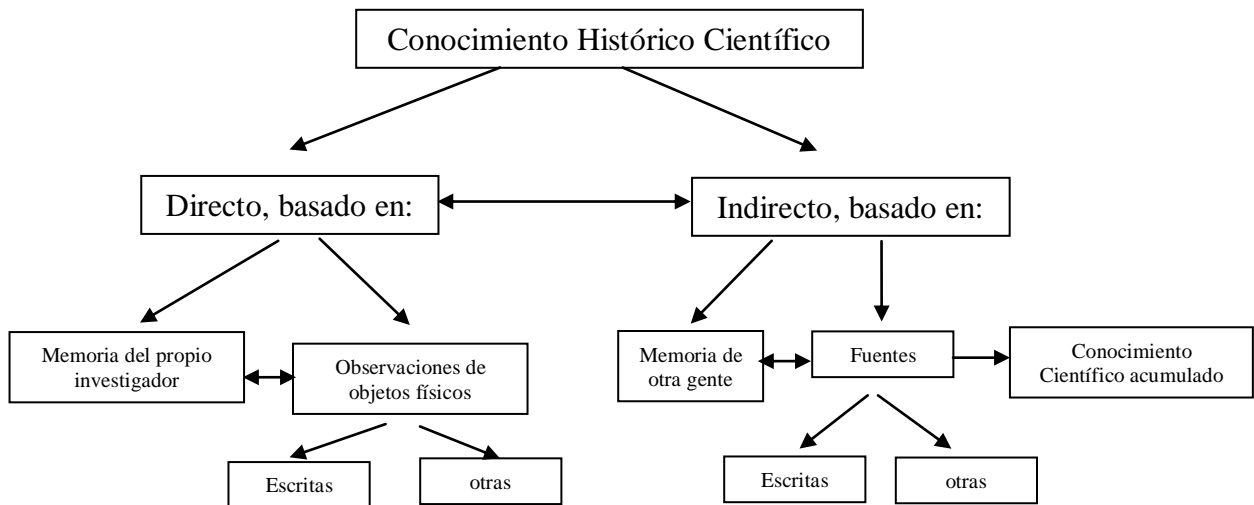 Conocimiento Histórico Científico
Directo, basado en:
Indirecto, basado en:
Memoria del propio
investigador
Observaciones de
objetos físicos
Memoria de
otra gente
Fuentes
Conocimiento
Científico acumulado
Escritas
otras
Escritas
otras